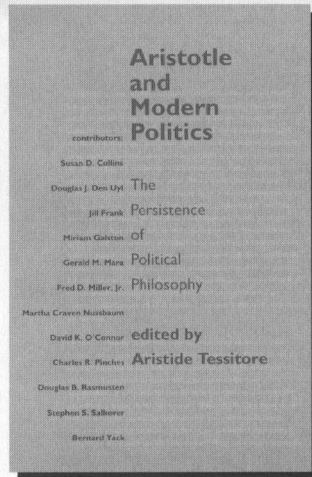 Aristotle
and
Modern
Politics
The
Persistence
of
Political
Philosophy
edited by
Aristide Tessitore
contributors:
Susan D. Collins
Douglas J. Den Uyl
Jill Frank
Miriam Galston
Gerald M. Mara
Fred D. Miller, Jr.
Martha Craven Nussbaum
David K. O'Connor
Charles R. Pinches
Douglas B. Rasmussen
Stephen S. Salkever
Bernard Yack